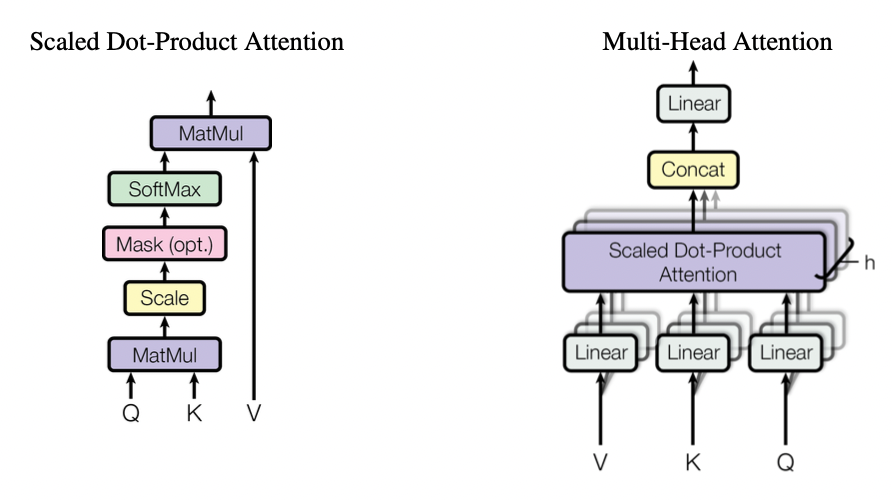 Scaled Dot-Product Attention
MatMul
SoftMax
Mask (opt.)
Scale
MatMul
Q K V
Multi-Head Attention
Linear
Concat
Scaled Dot-Product
Attention
h
Linear Linear Linear
V K Q